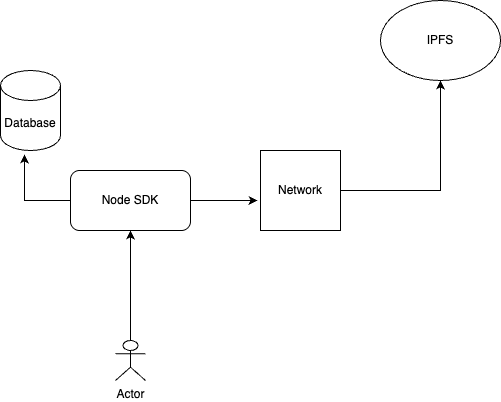 IPFS
Database
Node SDK
Network
Actor